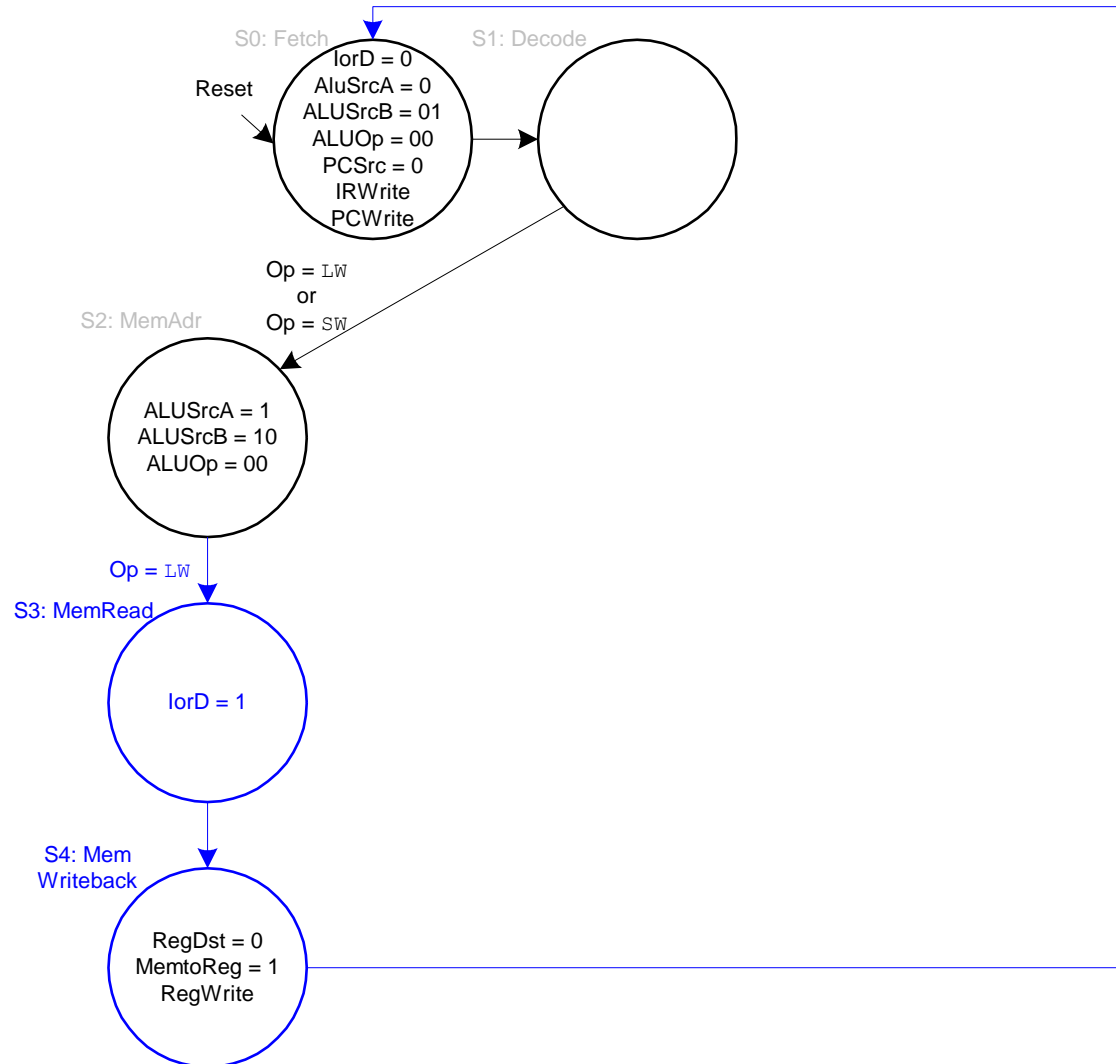 S0: Fetch
S1: Decode
IorD = 0
AluSrcA = 0
ALUSrcB = 01
ALUOp = 00
PCSrc = 0
IRWrite
PCWrite
Reset
Op = LW
or
Op = SW
S2: MemAdr
ALUSrcA = 1
ALUSrcB = 10
ALUOp = 00
Op = LW
S3: MemRead
IorD = 1
S4: Mem
Writeback
RegDst = 0
MemtoReg = 1
RegWrite